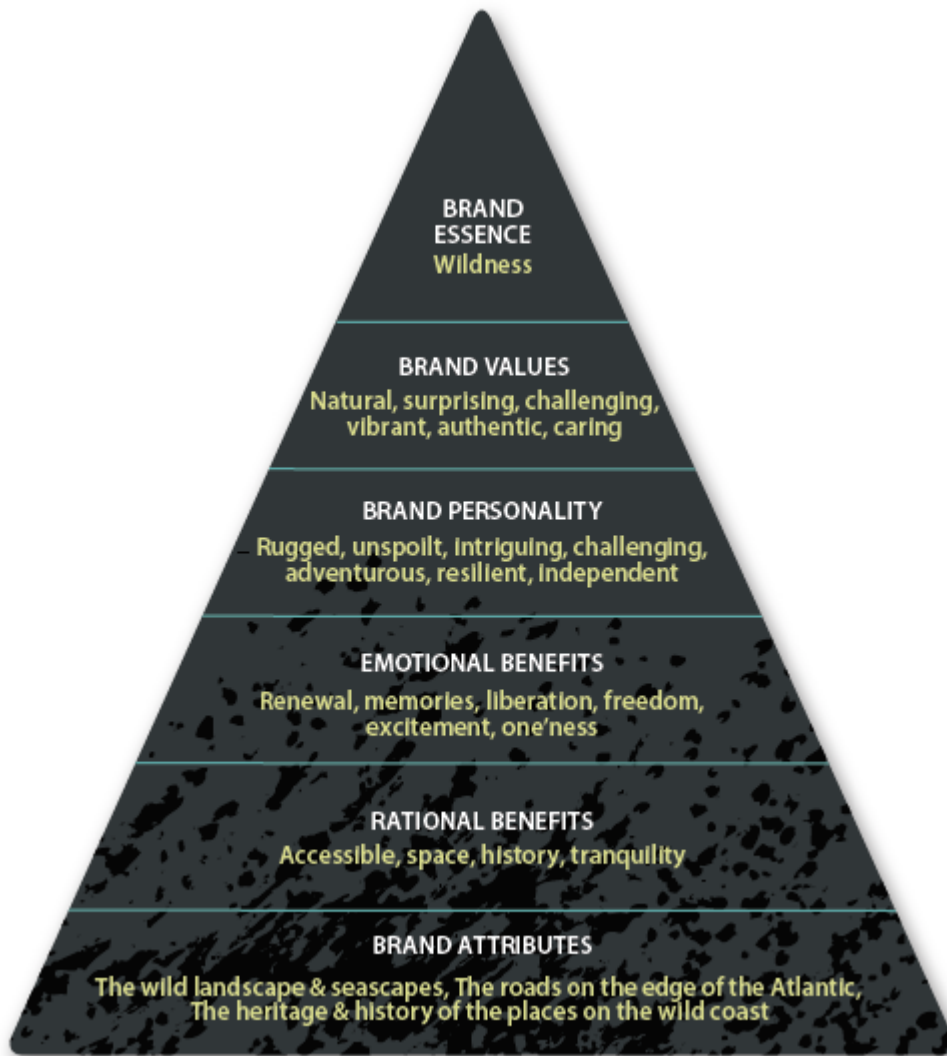 BRAND
ESSENCE
Wildness
BRAND VALUES
Natural, surprising, challenging,
vibrant, authentic, caring
BRAND PERSONALITY
Rugged, unspoilt, intriguing, challenging,
adventurous, resilient, independent
EMOTIONAL BENEFITS
Renewal, memories, liberation, freedom,
excitement, one'ness
RATIONAL BENEFITS
Accessible, space, history, tranquility
BRAND ATTRIBUTES
The wild landscape & seascapes, The roads on the edge of the Atlantic,
The heritage & history of the places on the wild coast